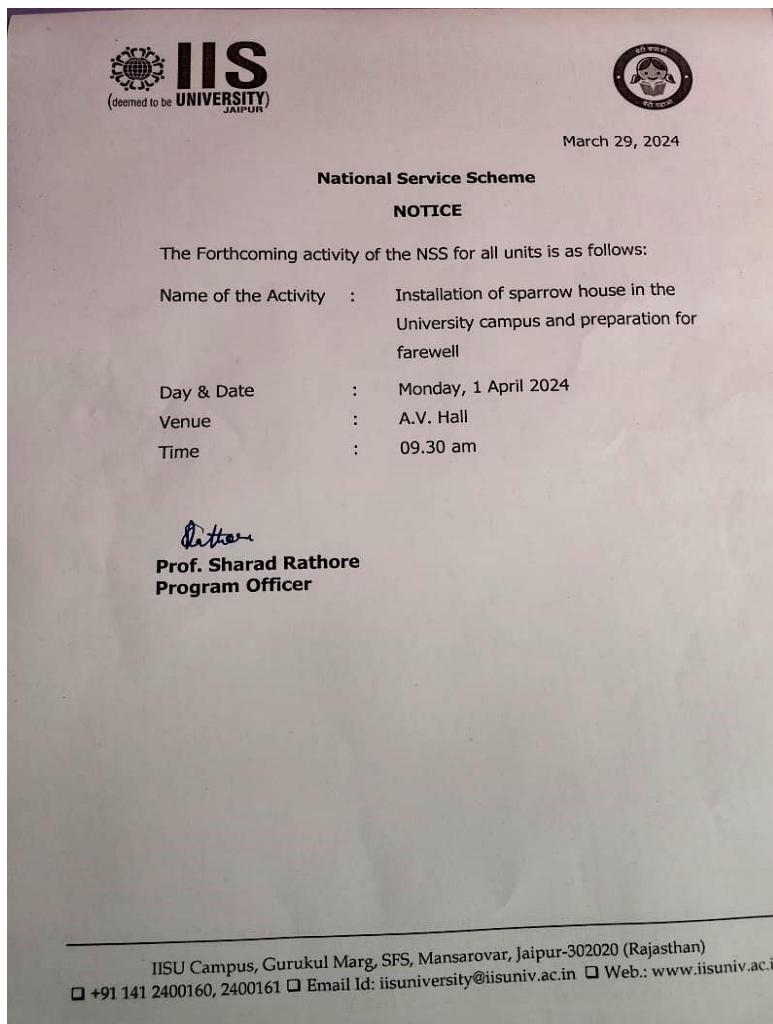 IIS
(deemed to be UNIVERSITY)
JAIPUR
बेटी बचाओ
बेटी पढ़ाओ
March 29, 2024
National Service Scheme
NOTICE
The Forthcoming activity of the NSS for all units is as follows:
Name of the Activity : Installation of sparrow house in the
University campus and preparation for
farewell
Day & Date : Monday, 1 April 2024
Venue : A.V. Hall
Time : 09.30 am
Rathore
Prof. Sharad Rathore
Program Officer
IISU Campus, Gurukul Marg, SFS, Mansarovar, Jaipur-302020 (Rajasthan)
❑ +91 141 2400160, 2400161 ❑ Email Id: iisuniversity@iisuniv.ac.in ❑ Web.: www.iisuniv.ac.i